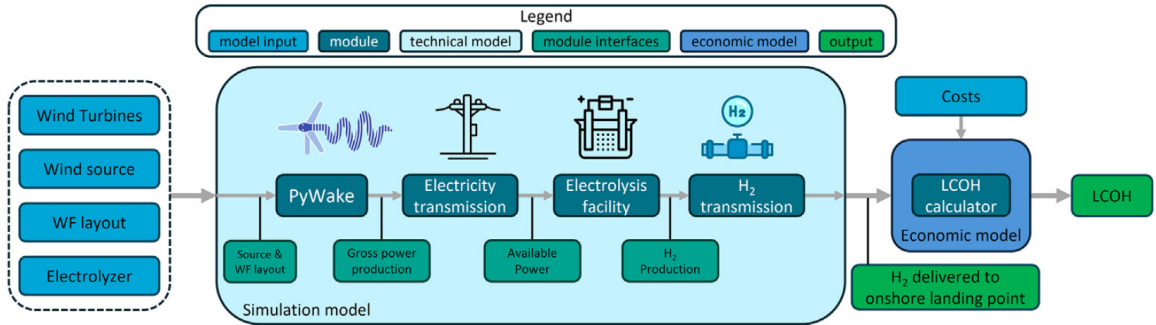 Legend
model input
module
technical model
module interfaces
economic model
output
Wind Turbines
Wind source
WF layout
Electrolyzer
H₂
PyWake
Electricity
transmission
Electrolysis
facility
H₂
transmission
Source &
WF layout
Gross power
production
Available
Power
H₂
Production
Simulation model
Costs
LCOH
calculator
Economic model
LCOH
H₂ delivered to
onshore landing point